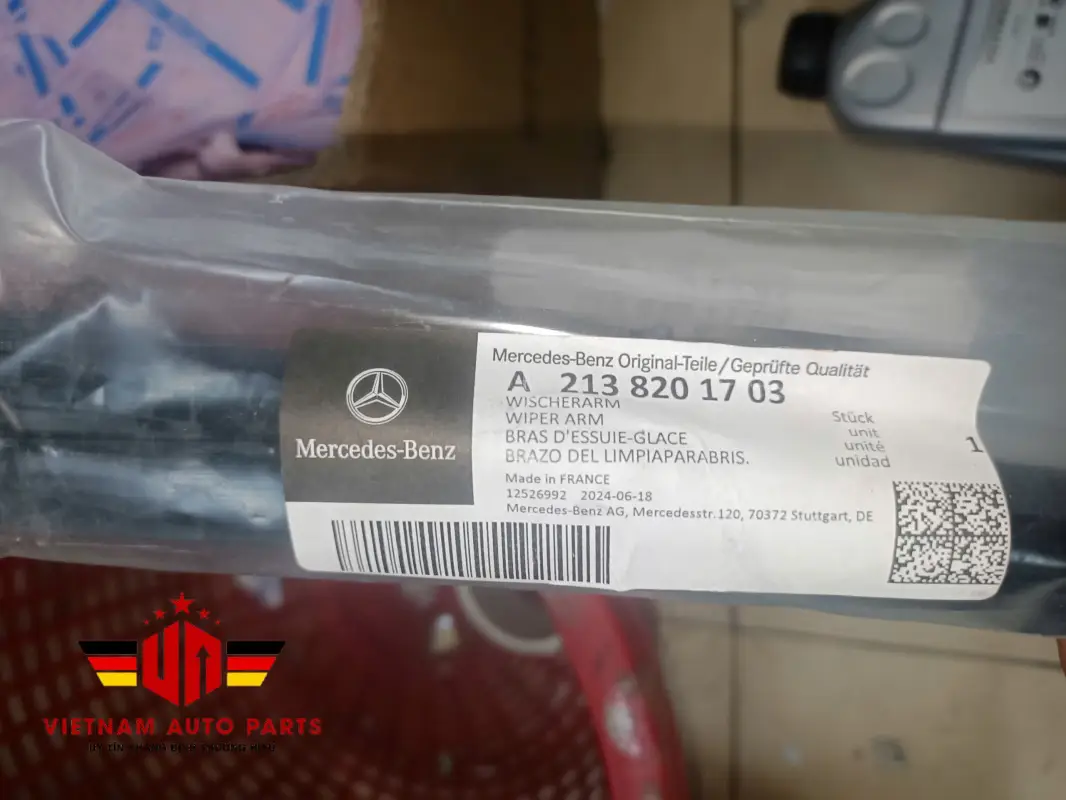 Mercedes-Benz Original-Teile/Geprüfte Qualität
A 213 820 17 03
WISCHERARM
WIPER ARM
BRAS D'ESSUIE-GLACE
BRAZO DEL LIMPIAPARABRIS.
Stück
unit
unité
unidad
1
Made in FRANCE
12526992 2024-06-18
Mercedes-Benz AG, Mercedesstr.120, 70372 Stuttgart, DE
Mercedes-Benz
VIETNAM AUTO PARTS